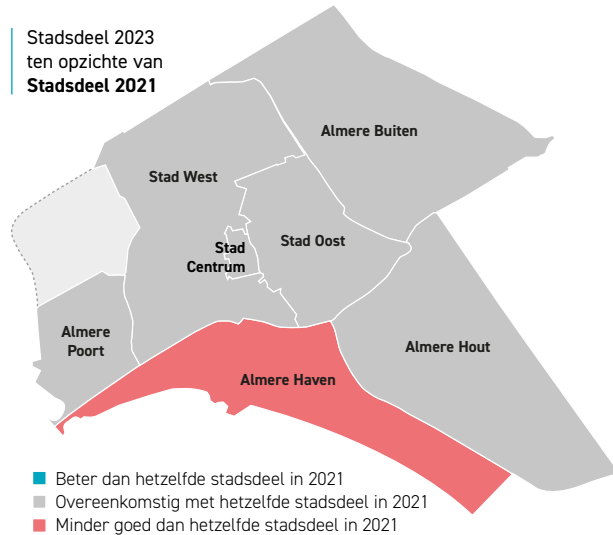 Stadsdeel 2023
ten opzichte van
Stadsdeel 2021
Almere Buiten
Stad West
Stad Oost
Stad
Centrum
Almere
Poort
Almere Hout
Almere Haven
Beter dan hetzelfde stadsdeel in 2021
Overeenkomstig met hetzelfde stadsdeel in 2021
Minder goed dan hetzelfde stadsdeel in 2021